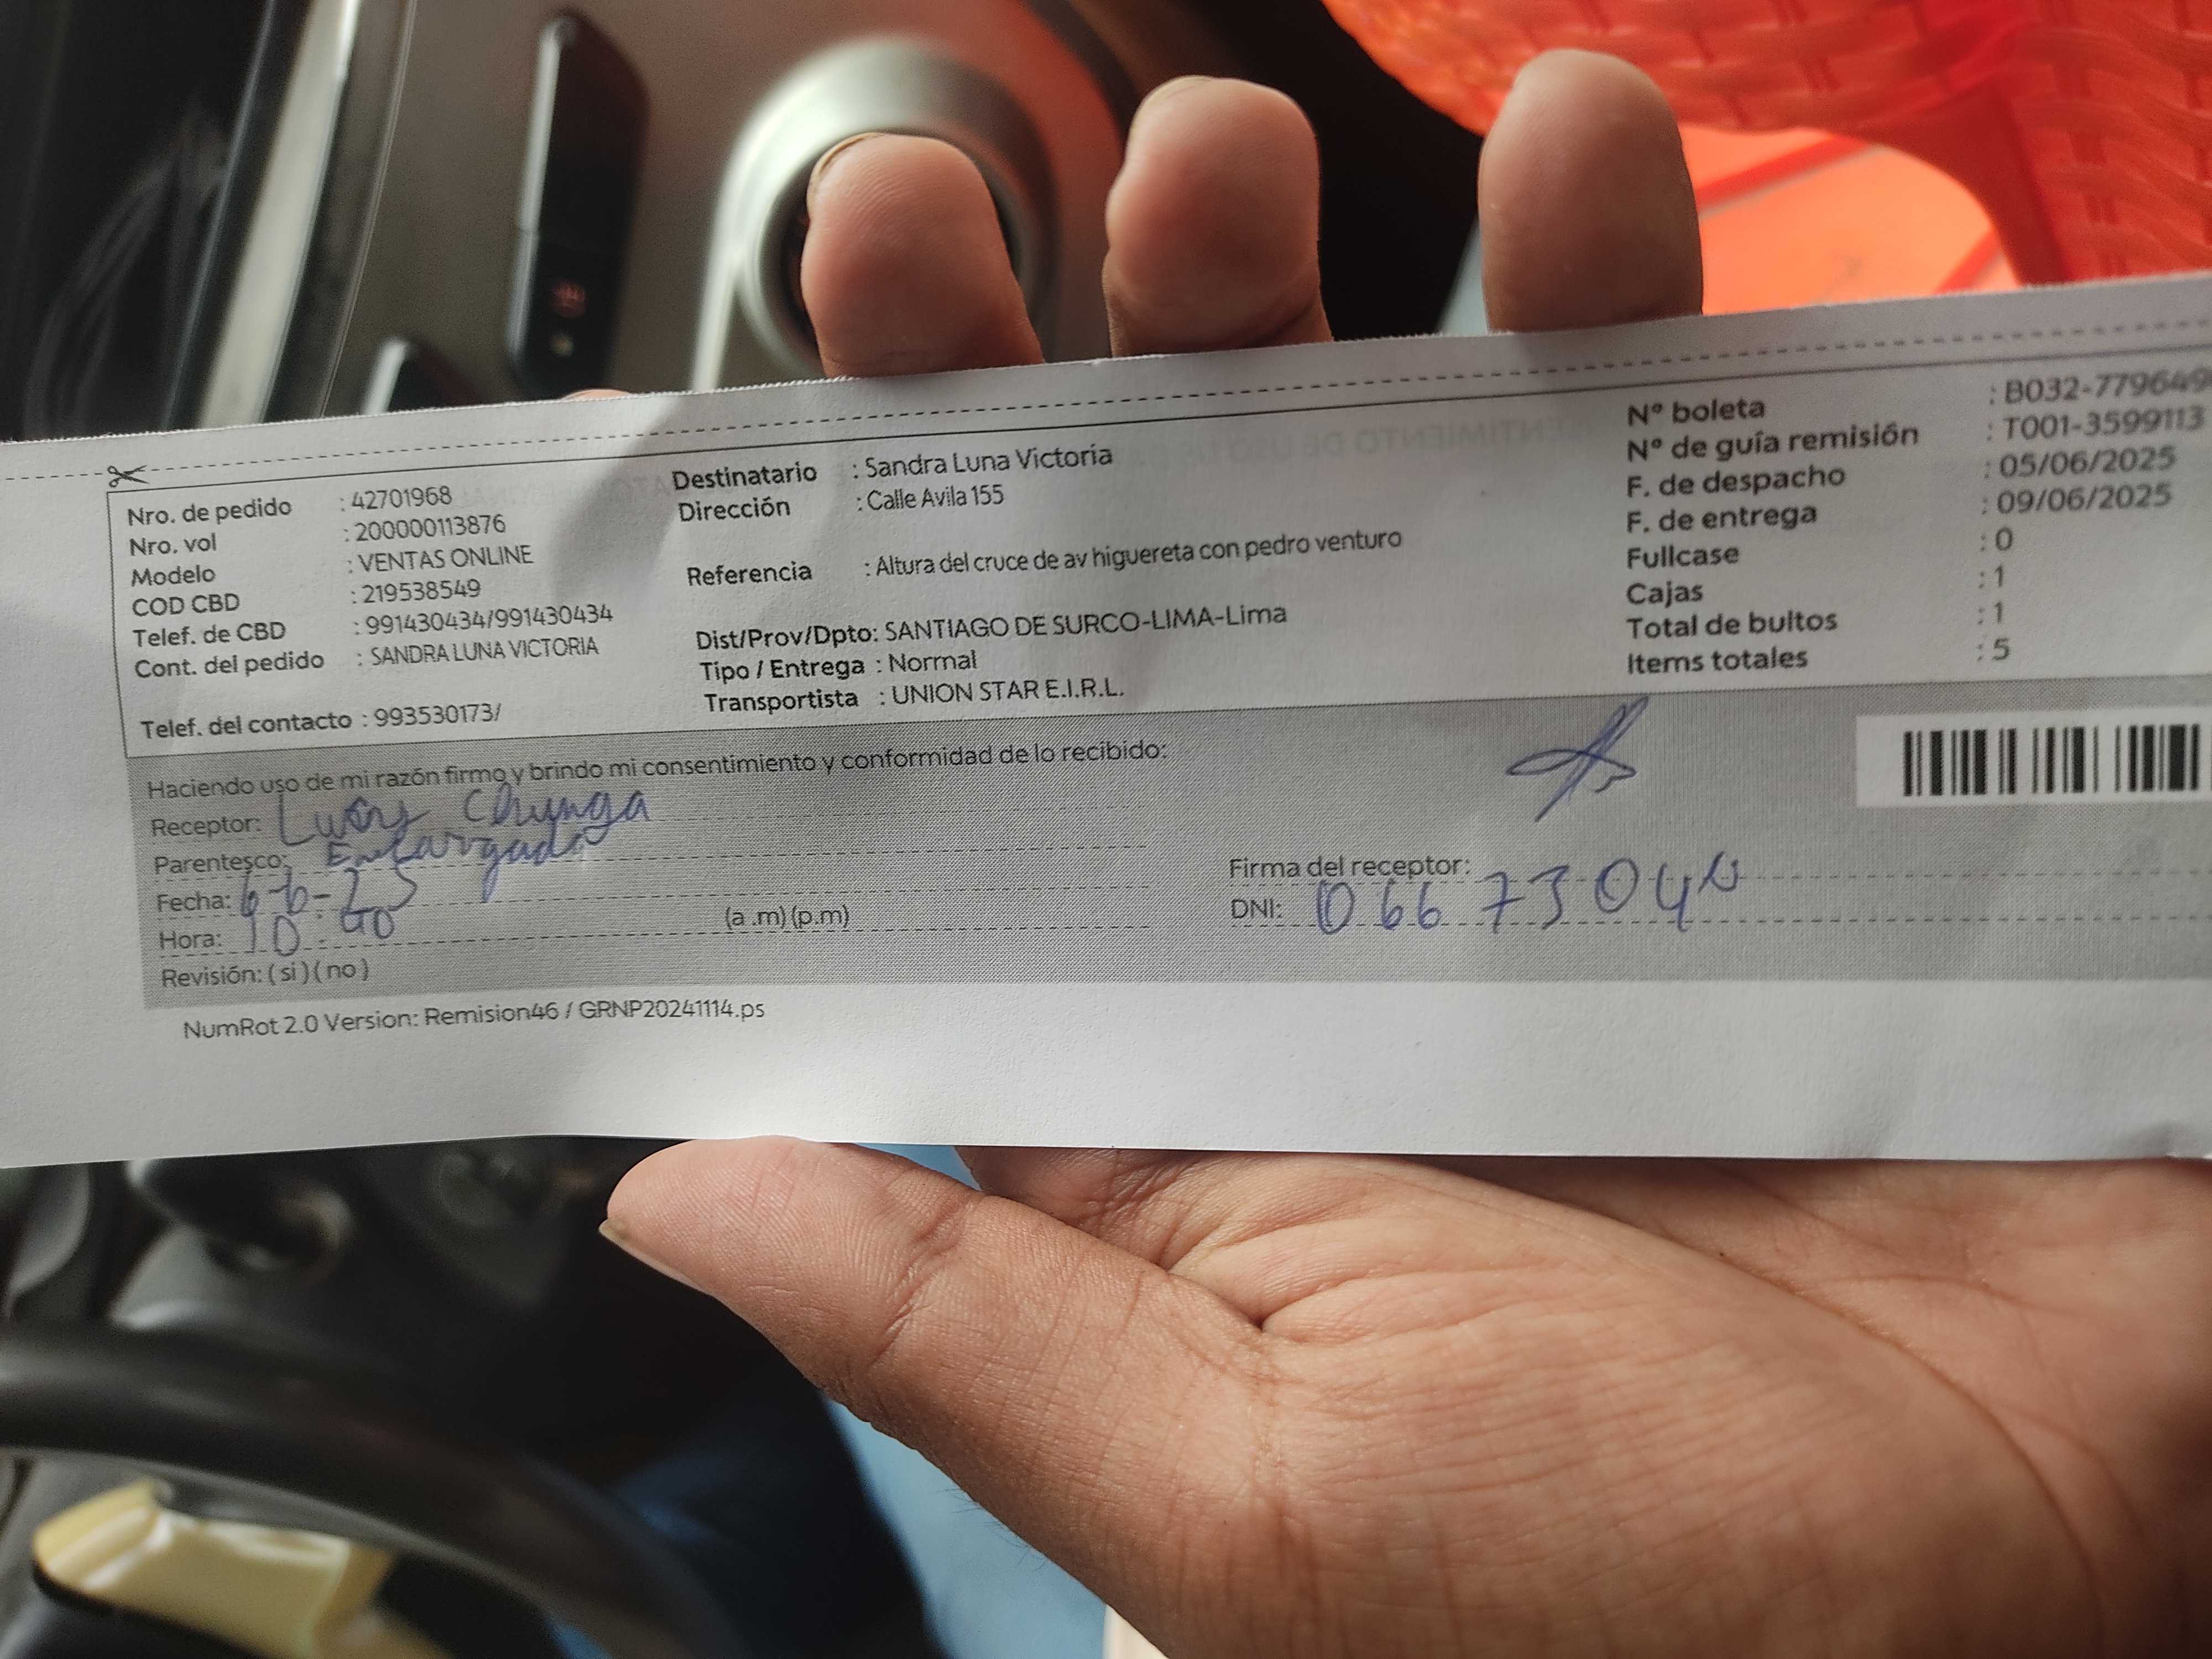 Nro. de pedido : 42701968
Nro. vol : 200000113876
Modelo : VENTAS ONLINE
COD CBD : 219538549
Telef. de CBD : 991430434/991430434
Cont. del pedido : SANDRA LUNA VICTORIA
Telef. del contacto : 993530173/
Destinatario : Sandra Luna Victoria
Dirección : Calle Avila 155
Referencia : Altura del cruce de av higuereta con pedro venturo
Dist/Prov/Dpto: SANTIAGO DE SURCO-LIMA-Lima
Tipo / Entrega : Normal
Transportista : UNION STAR E.I.R.L.
Nº boleta : B032-779649
Nº de guía remisión : T001-3599113
F. de despacho : 05/06/2025
F. de entrega : 09/06/2025
Fullcase : 0
Cajas : 1
Total de bultos : 1
Items totales : 5
Haciendo uso de mi razón firmo y brindo mi consentimiento y conformidad de lo recibido:
Receptor: Chunga
Parentesco: Encargado
Fecha: 6-6-25
Hora: 10:40 (a .m) (p.m)
Revisión: ( si ) ( no )
Firma del receptor:
DNI: 0667304
NumRot 2.0 Version: Remision46 / GRNP20241114.ps